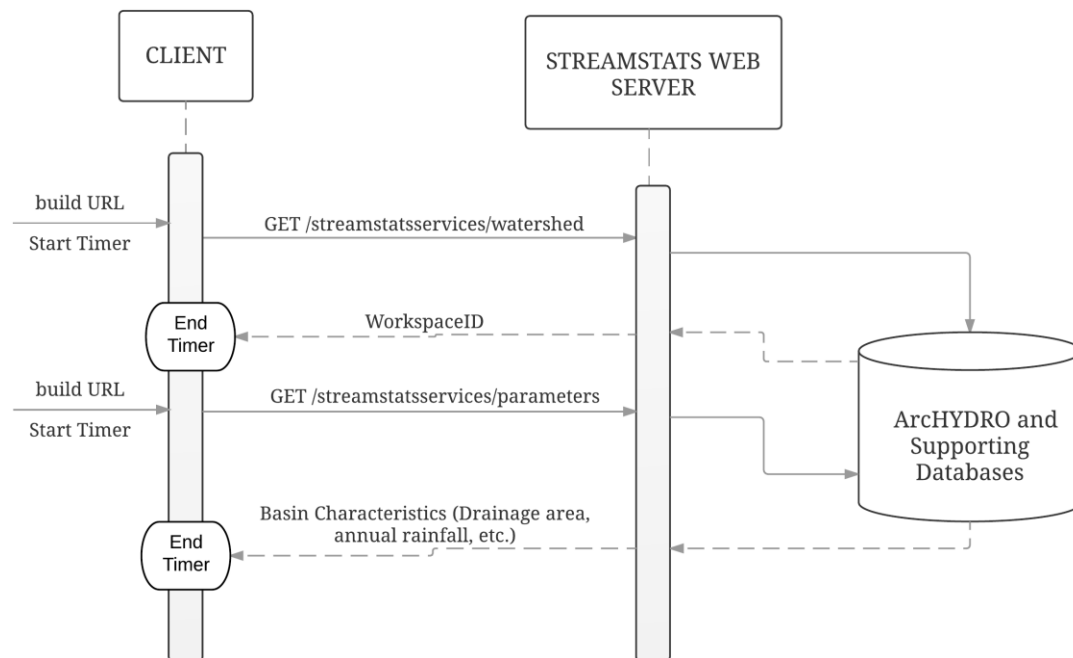 CLIENT
STREAMSTATS WEB
SERVER
build URL
Start Timer
GET /streamstatsservices/watershed
End
Timer
WorkspaceID
build URL
Start Timer
GET /streamstatsservices/parameters
ArcHYDRO and
Supporting
Databases
Basin Characteristics (Drainage area,
annual rainfall, etc.)
End
Timer